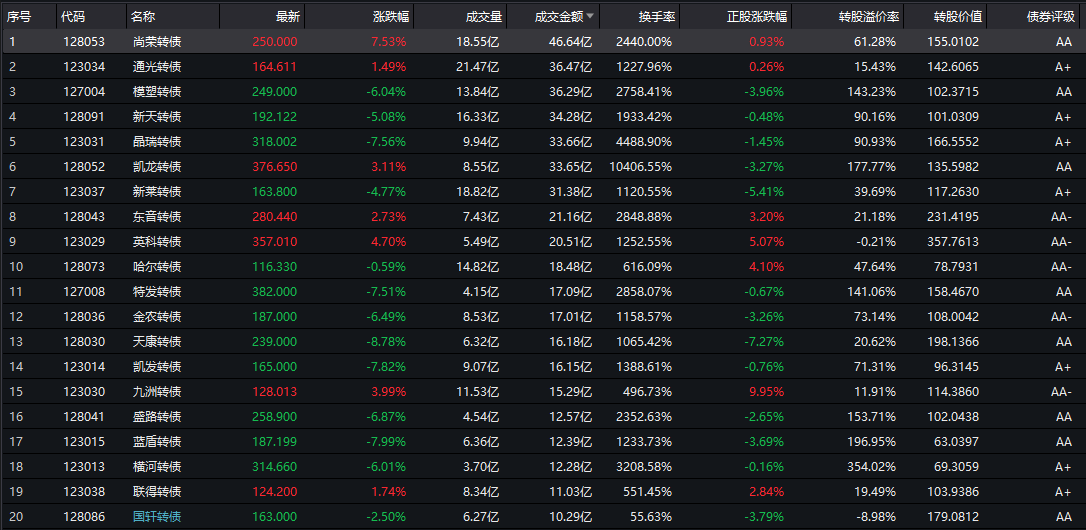 序号 代码 名称 最新 涨跌幅 成交量 成交金额 换手率 正股涨跌幅 转股溢价率 转股价值 债券评级
1 128053 尚荣转债 250.000 7.53% 18.55亿 46.64亿 2440.00% 0.93% 61.28% 155.0102 AA
2 123034 通光转债 164.611 1.49% 21.47亿 36.47亿 1227.96% 0.26% 15.43% 142.6065 A+
3 127004 模塑转债 249.000 -6.04% 13.84亿 36.29亿 2758.41% -3.96% 143.23% 102.3715 AA
4 128091 新天转债 192.122 -5.08% 16.33亿 34.28亿 1933.42% -0.48% 90.16% 101.0309 A+
5 123031 晶瑞转债 318.002 -7.56% 9.94亿 33.66亿 4488.90% -1.45% 90.93% 166.5552 A+
6 128052 凯龙转债 376.650 3.11% 8.55亿 33.65亿 10406.55% -3.27% 177.77% 135.5982 AA
7 123037 新莱转债 163.800 -4.77% 18.82亿 31.38亿 1120.55% -5.41% 39.69% 117.2630 A+
8 128043 东音转债 280.440 2.73% 7.43亿 21.16亿 2848.88% 3.20% 21.18% 231.4195 AA-
9 123029 英科转债 357.010 4.70% 5.49亿 20.51亿 1252.55% 5.07% -0.21% 357.7613 AA-
10 128073 哈尔转债 116.330 -0.59% 14.82亿 18.48亿 616.09% 4.10% 47.64% 78.7931 AA-
11 127008 特发转债 382.000 -7.51% 4.15亿 17.09亿 2858.07% -0.67% 141.06% 158.4670 AA
12 128036 金农转债 187.000 -6.49% 8.53亿 17.01亿 1158.57% -3.26% 73.14% 108.0042 AA-
13 128030 天康转债 239.000 -8.78% 6.32亿 16.18亿 1065.42% -7.27% 20.62% 198.1366 AA
14 123014 凯发转债 165.000 -7.82% 9.07亿 16.15亿 1388.61% -0.76% 71.31% 96.3145 A+
15 123030 九洲转债 128.013 3.99% 11.53亿 15.29亿 496.73% 9.95% 11.91% 114.3860 AA-
16 128041 盛路转债 258.900 -6.87% 4.54亿 12.57亿 2352.63% -2.65% 153.71% 102.0438 AA
17 123015 蓝盾转债 187.199 -7.99% 6.36亿 12.39亿 1233.73% -3.69% 196.95% 63.0397 AA
18 123013 横河转债 314.660 -6.01% 3.70亿 12.28亿 3208.58% -0.16% 354.02% 69.3059 A+
19 123038 联得转债 124.200 1.74% 8.34亿 11.03亿 551.45% 2.84% 19.49% 103.9386 A+
20 128086 国轩转债 163.000 -2.50% 6.27亿 10.29亿 55.63% -3.79% -8.98% 179.0812 AA